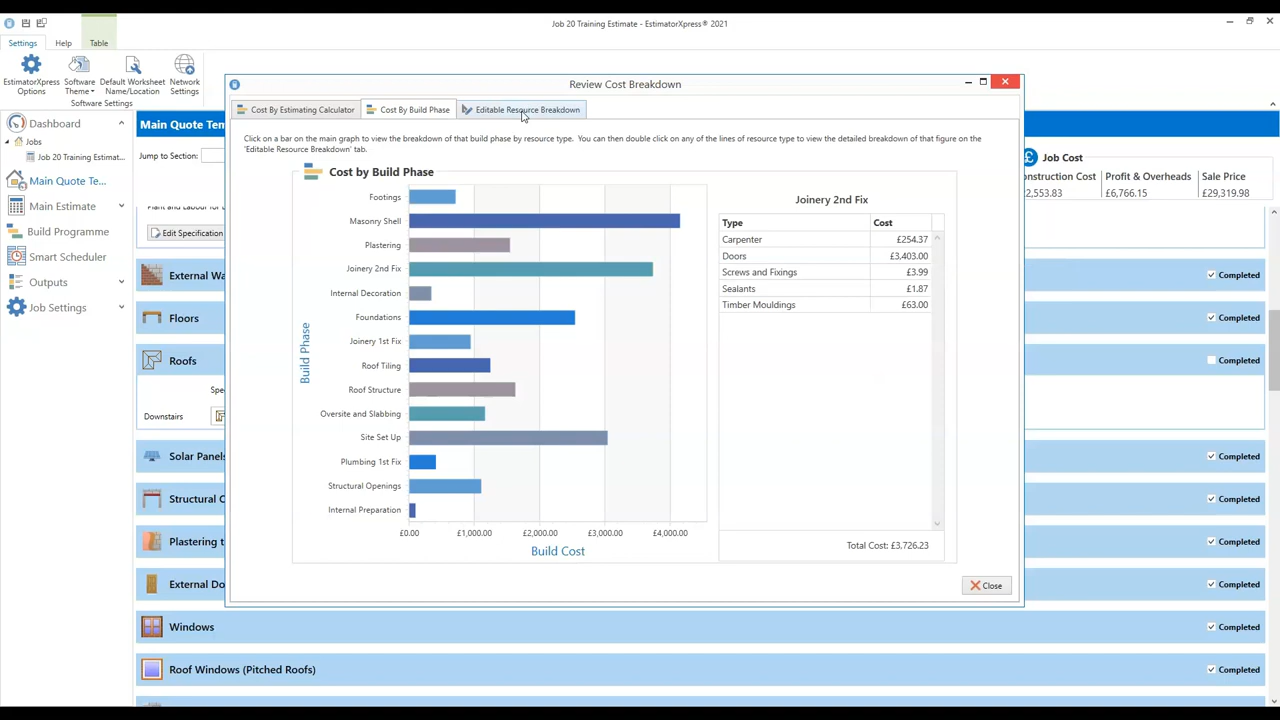 Job 20 Training Estimate - EstimatorXpress® 2021
Settings
Help
Table
EstimatorXpress Options
Software Theme
Default Worksheet Name/Location
Network Settings
Software Settings
Dashboard
Jobs
Job 20 Training Estimat...
Main Quote Te...
Main Estimate
Build Programme
Smart Scheduler
Outputs
Job Settings
Main Quote Tem
Jump to Section:
Job Cost
onstruction Cost
Profit & Overheads
Sale Price
2,553.83
£6,766.15
£29,319.98
Edit Specification
External Wa
Completed
Floors
Completed
Roofs
Completed
Spe
Downstairs
Solar Panels
Completed
Structural O
Completed
Plastering t
Completed
External Do
Completed
Windows
Completed
Roof Windows (Pitched Roofs)
Completed
Review Cost Breakdown
Cost By Estimating Calculator
Cost By Build Phase
Editable Resource Breakdown
Click on a bar on the main graph to view the breakdown of that build phase by resource type. You can then double click on any of the lines of resource type to view the detailed breakdown of that figure on the
'Editable Resource Breakdown' tab.
Cost by Build Phase
Build Phase
Footings
Masonry Shell
Plastering
Joinery 2nd Fix
Internal Decoration
Foundations
Joinery 1st Fix
Roof Tiling
Roof Structure
Oversite and Slabbing
Site Set Up
Plumbing 1st Fix
Structural Openings
Internal Preparation
£0.00 £1,000.00 £2,000.00 £3,000.00 £4,000.00
Build Cost
Joinery 2nd Fix
Type Cost
Carpenter £254.37
Doors £3,403.00
Screws and Fixings £3.99
Sealants £1.87
Timber Mouldings £63.00
Total Cost: £3,726.23
Close